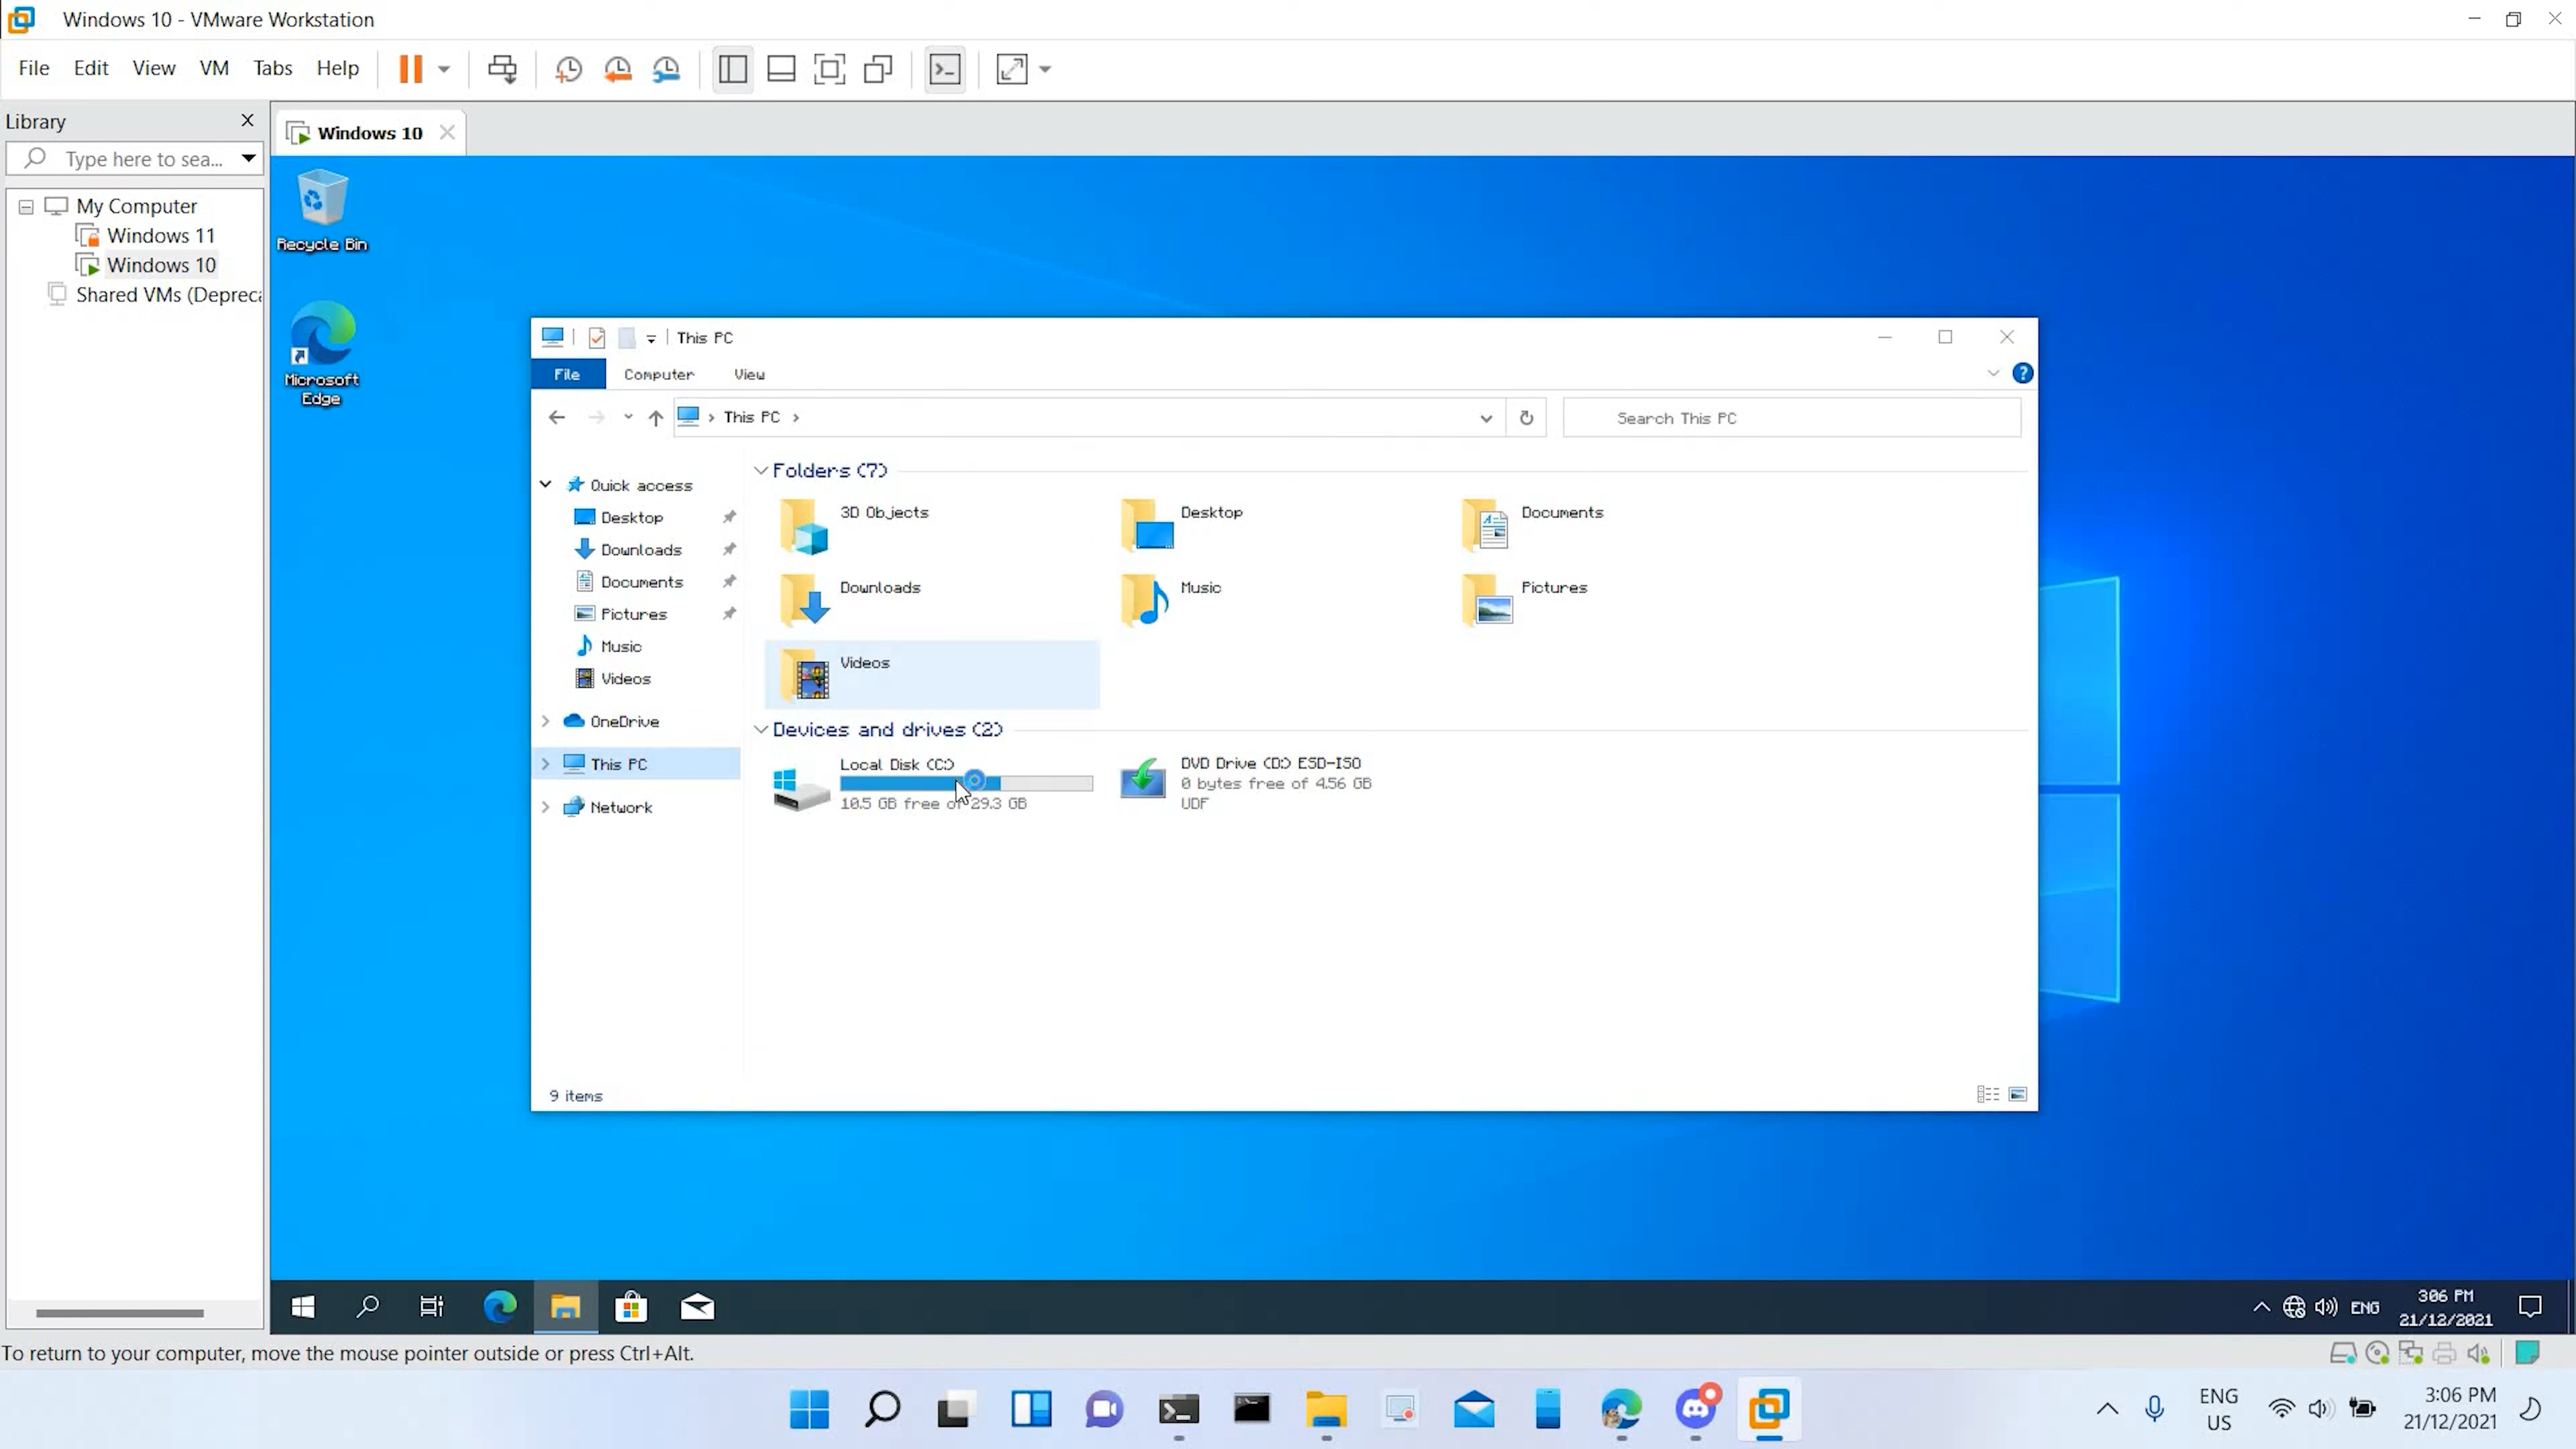 Windows 10 - VMware Workstation
File Edit View VM Tabs Help
Library
Type here to sea...
My Computer
Windows 11
Windows 10
Shared VMs (Depreca
Windows 10
Recycle Bin
Microsoft
Edge
This PC
File Computer View
This PC
Search This PC
Quick access
Desktop
Downloads
Documents
Pictures
Music
Videos
OneDrive
This PC
Network
Folders (7)
3D Objects
Desktop
Documents
Downloads
Music
Pictures
Videos
Devices and drives (2)
Local Disk (C:)
10.5 GB free of 29.3 GB
DVD Drive (D:) ESD-ISO
0 bytes free of 4.56 GB
UDF
9 items
ENG
3:06 PM
21/12/2021
To return to your computer, move the mouse pointer outside or press Ctrl+Alt.
ENG
US
3:06 PM
21/12/2021